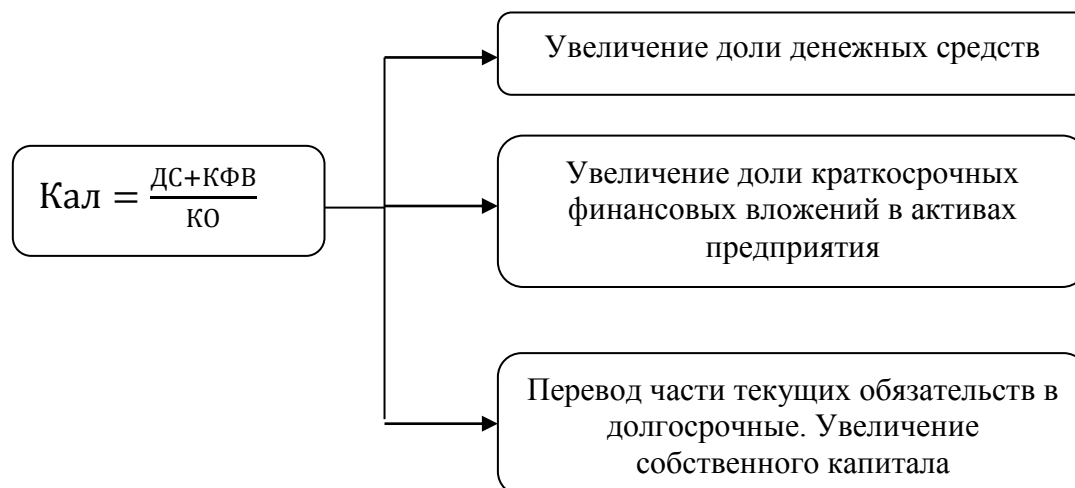 Увеличение доли денежных средств
Кал = ДС+КФВ/КО
Увеличение доли краткосрочных
финансовых вложений в активах
предприятия
Перевод части текущих обязательств в
долгосрочные. Увеличение
собственного капитала